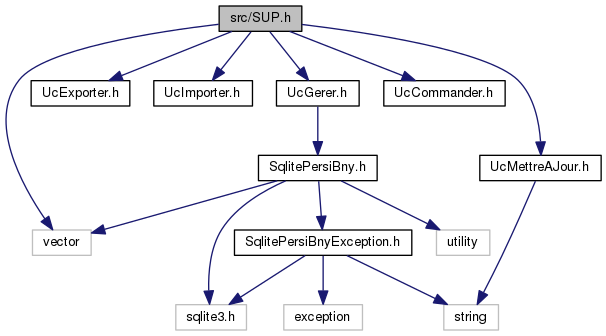 src/SUP.h
UcExporter.h
UcImporter.h
UcGerer.h
UcCommander.h
SqlitePersiBny.h
UcMettreAJour.h
vector
SqlitePersiBnyException.h
utility
sqlite3.h
exception
string